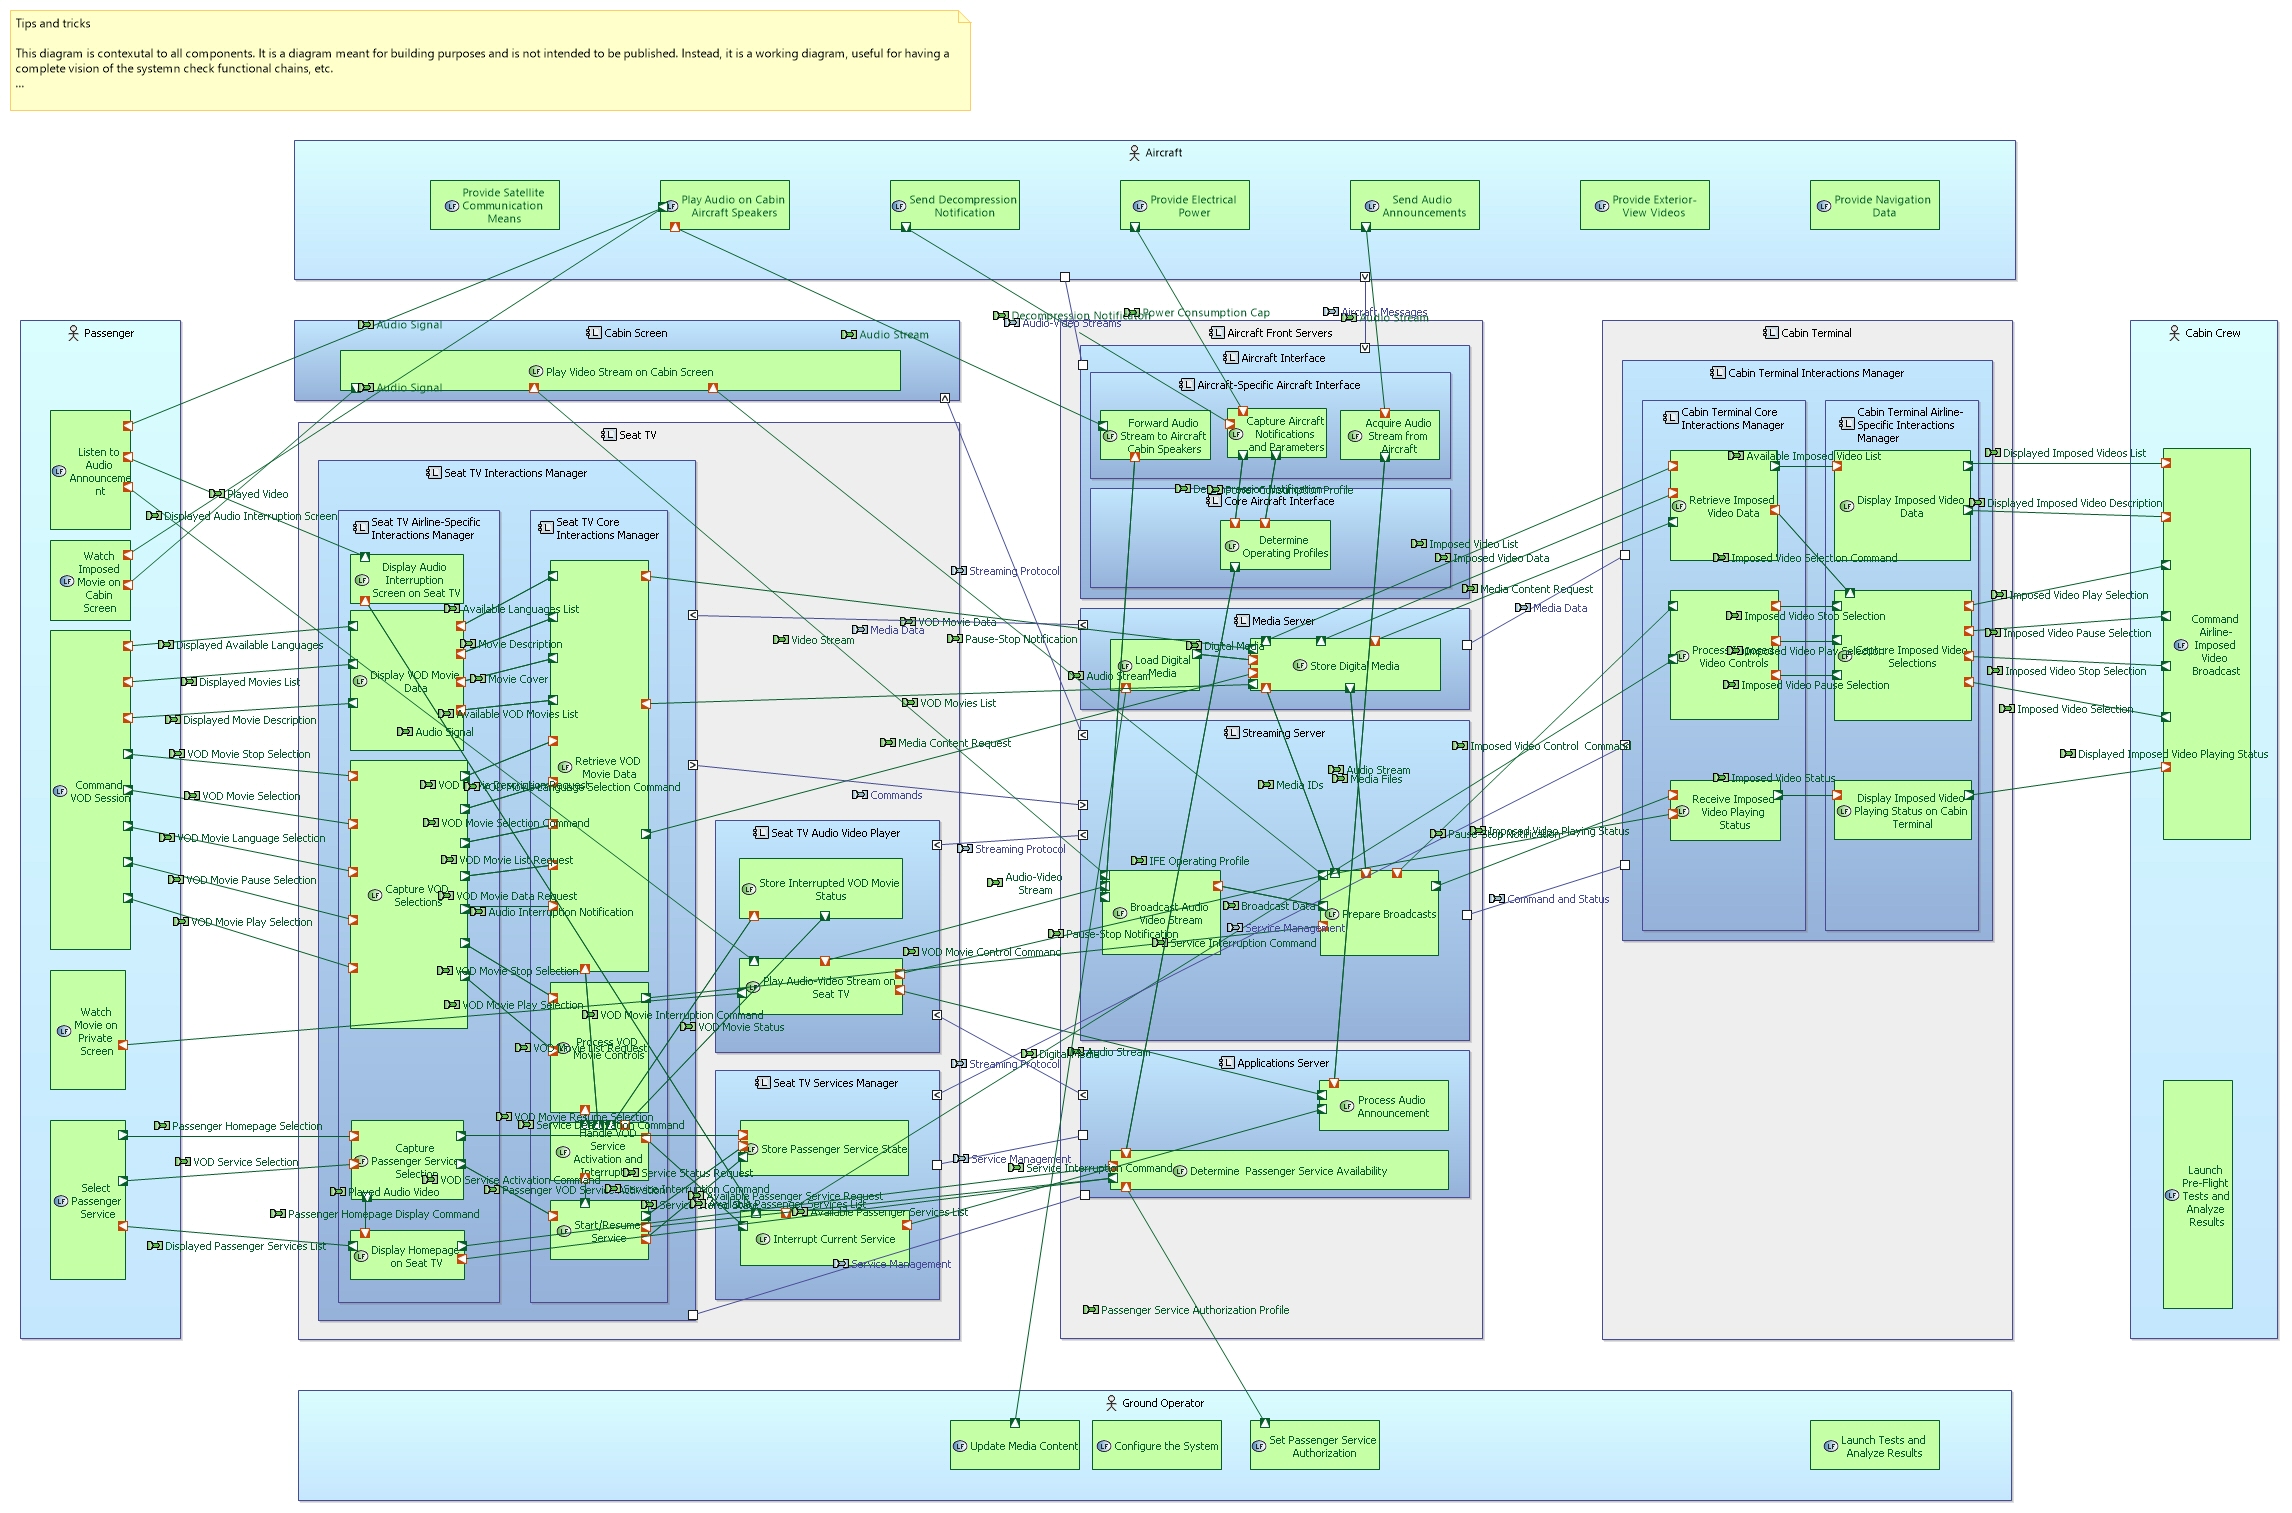 Tips and tricks
This diagram is contexutal to all components. It is a diagram meant for building purposes and is not intended to be published. Instead, it is a working diagram, useful for having a
complete vision of the systemn check functional chains, etc.
...
Aircraft
Provide Satellite
Communication
Means
Play Audio on Cabin
Aircraft Speakers
Send Decompression
Notification
Provide Electrical
Power
Send Audio
Announcements
Provide Exterior-
View Videos
Provide Navigation
Data
Power Consumption Cap
Aircraft Messages
Audio-Video Streams
Audio Stream
Passenger
Audio Signal
Cabin Screen
Audio Stream
Play Video Stream on Cabin Screen
Audio Signal
Listen to
Audio
Announceme
nt
Played Video
Displayed Audio Interruption Screen
Watch
Imposed
Movie on
Cabin
Screen
Displayed Available Languages
Displayed Movies List
Displayed Movie Description
VOD Movie Stop Selection
VOD Movie Selection
Command
VOD Session
VOD Movie Language Selection
VOD Movie Pause Selection
VOD Movie Play Selection
Watch
Movie on
Private
Screen
Passenger Homepage Selection
VOD Service Selection
Select
Passenger
Service
Passenger Homepage Display Command
Displayed Passenger Services List
Seat TV
Seat TV Interactions Manager
Seat TV Airline-Specific
Interactions Manager
Seat TV Core
Interactions Manager
Display Audio
Interruption
Screen on Seat TV
Available Languages List
Movie Description
Display VOD Movie
Data
Movie Cover
Available VOD Movies List
Audio Signal
Retrieve VOD
Movie Data
VOD Movie Selection Command
VOD Movie List Request
Capture VOD
Selections
VOD Movie Data Request
Audio Interruption Notification
VOD Movie Stop Selection
VOD Movie Play Selection
VOD Movie Interruption Command
VOD Movie Status
Process VOD
Movie Controls
VOD Movie List Request
VOD Movie Resume Selection
Capture
Passenger Service
Selection
Handle VOD
Service
Activation and
Service Status Request
VOD Service Activation Command
Played Audio Video
Start/Resume
Service
Display Homepage
on Seat TV
Seat TV Audio Video Player
Store Interrupted VOD Movie
Status
Play Audio-Video Stream on
Seat TV
Seat TV Services Manager
Store Passenger Service State
Available Passenger Service Request
Available Passenger Services List
Interrupt Current Service
Service Management
Streaming Protocol
VOD Movie Data
Media Data
Video Stream
Pause-Stop Notification
VOD Movies List
Media Content Request
Commands
Streaming Protocol
Audio-Video
Stream
VOD Movie Control Command
Pause-Stop Notification
Streaming Protocol
Digital Media
Audio Stream
Service Management
Service Interruption Command
Aircraft Front Servers
Aircraft Interface
Aircraft-Specific Aircraft Interface
Forward Audio
Stream to Aircraft
Cabin Speakers
Capture Aircraft
Notifications
and Parameters
Acquire Audio
Stream from
Aircraft
Core Aircraft Interface
Determine
Operating Profiles
Imposed Video List
Imposed Video Data
Media Content Request
Media Data
Media Server
Digital Media
Load Digital
Media
Store Digital Media
Audio Stream
Streaming Server
Imposed Video Control  Command
Audio Stream
Media Files
Media IDs
IFE Operating Profile
Broadcast Audio
Video Stream
Broadcast Data
Prepare Broadcasts
Service Management
Service Interruption Command
Imposed Video Playing Status
Command and Status
Applications Server
Process Audio
Announcement
Determine  Passenger Service Availability
Passenger Service Authorization Profile
Cabin Terminal
Cabin Terminal Interactions Manager
Cabin Terminal Core
Interactions Manager
Cabin Terminal Airline-
Specific Interactions
Manager
Available Imposed Video List
Retrieve Imposed
Video Data
Display Imposed Video
Data
Imposed Video Selection Command
Imposed Video Stop Selection
Imposed Video Play Selection
Video Controls
Capture Imposed Video
Selections
Imposed Video Pause Selection
Imposed Video Status
Receive Imposed
Video Playing
Status
Display Imposed Video
Playing Status on Cabin
Terminal
Displayed Imposed Videos List
Displayed Imposed Video Description
Imposed Video Play Selection
Imposed Video Pause Selection
Imposed Video Stop Selection
Imposed Video Selection
Displayed Imposed Video Playing Status
Cabin Crew
Command
Airline-
Imposed
Video
Broadcast
Launch
Pre-Flight
Tests and
Analyze
Results
Ground Operator
Update Media Content
Configure the System
Set Passenger Service
Authorization
Launch Tests and
Analyze Results